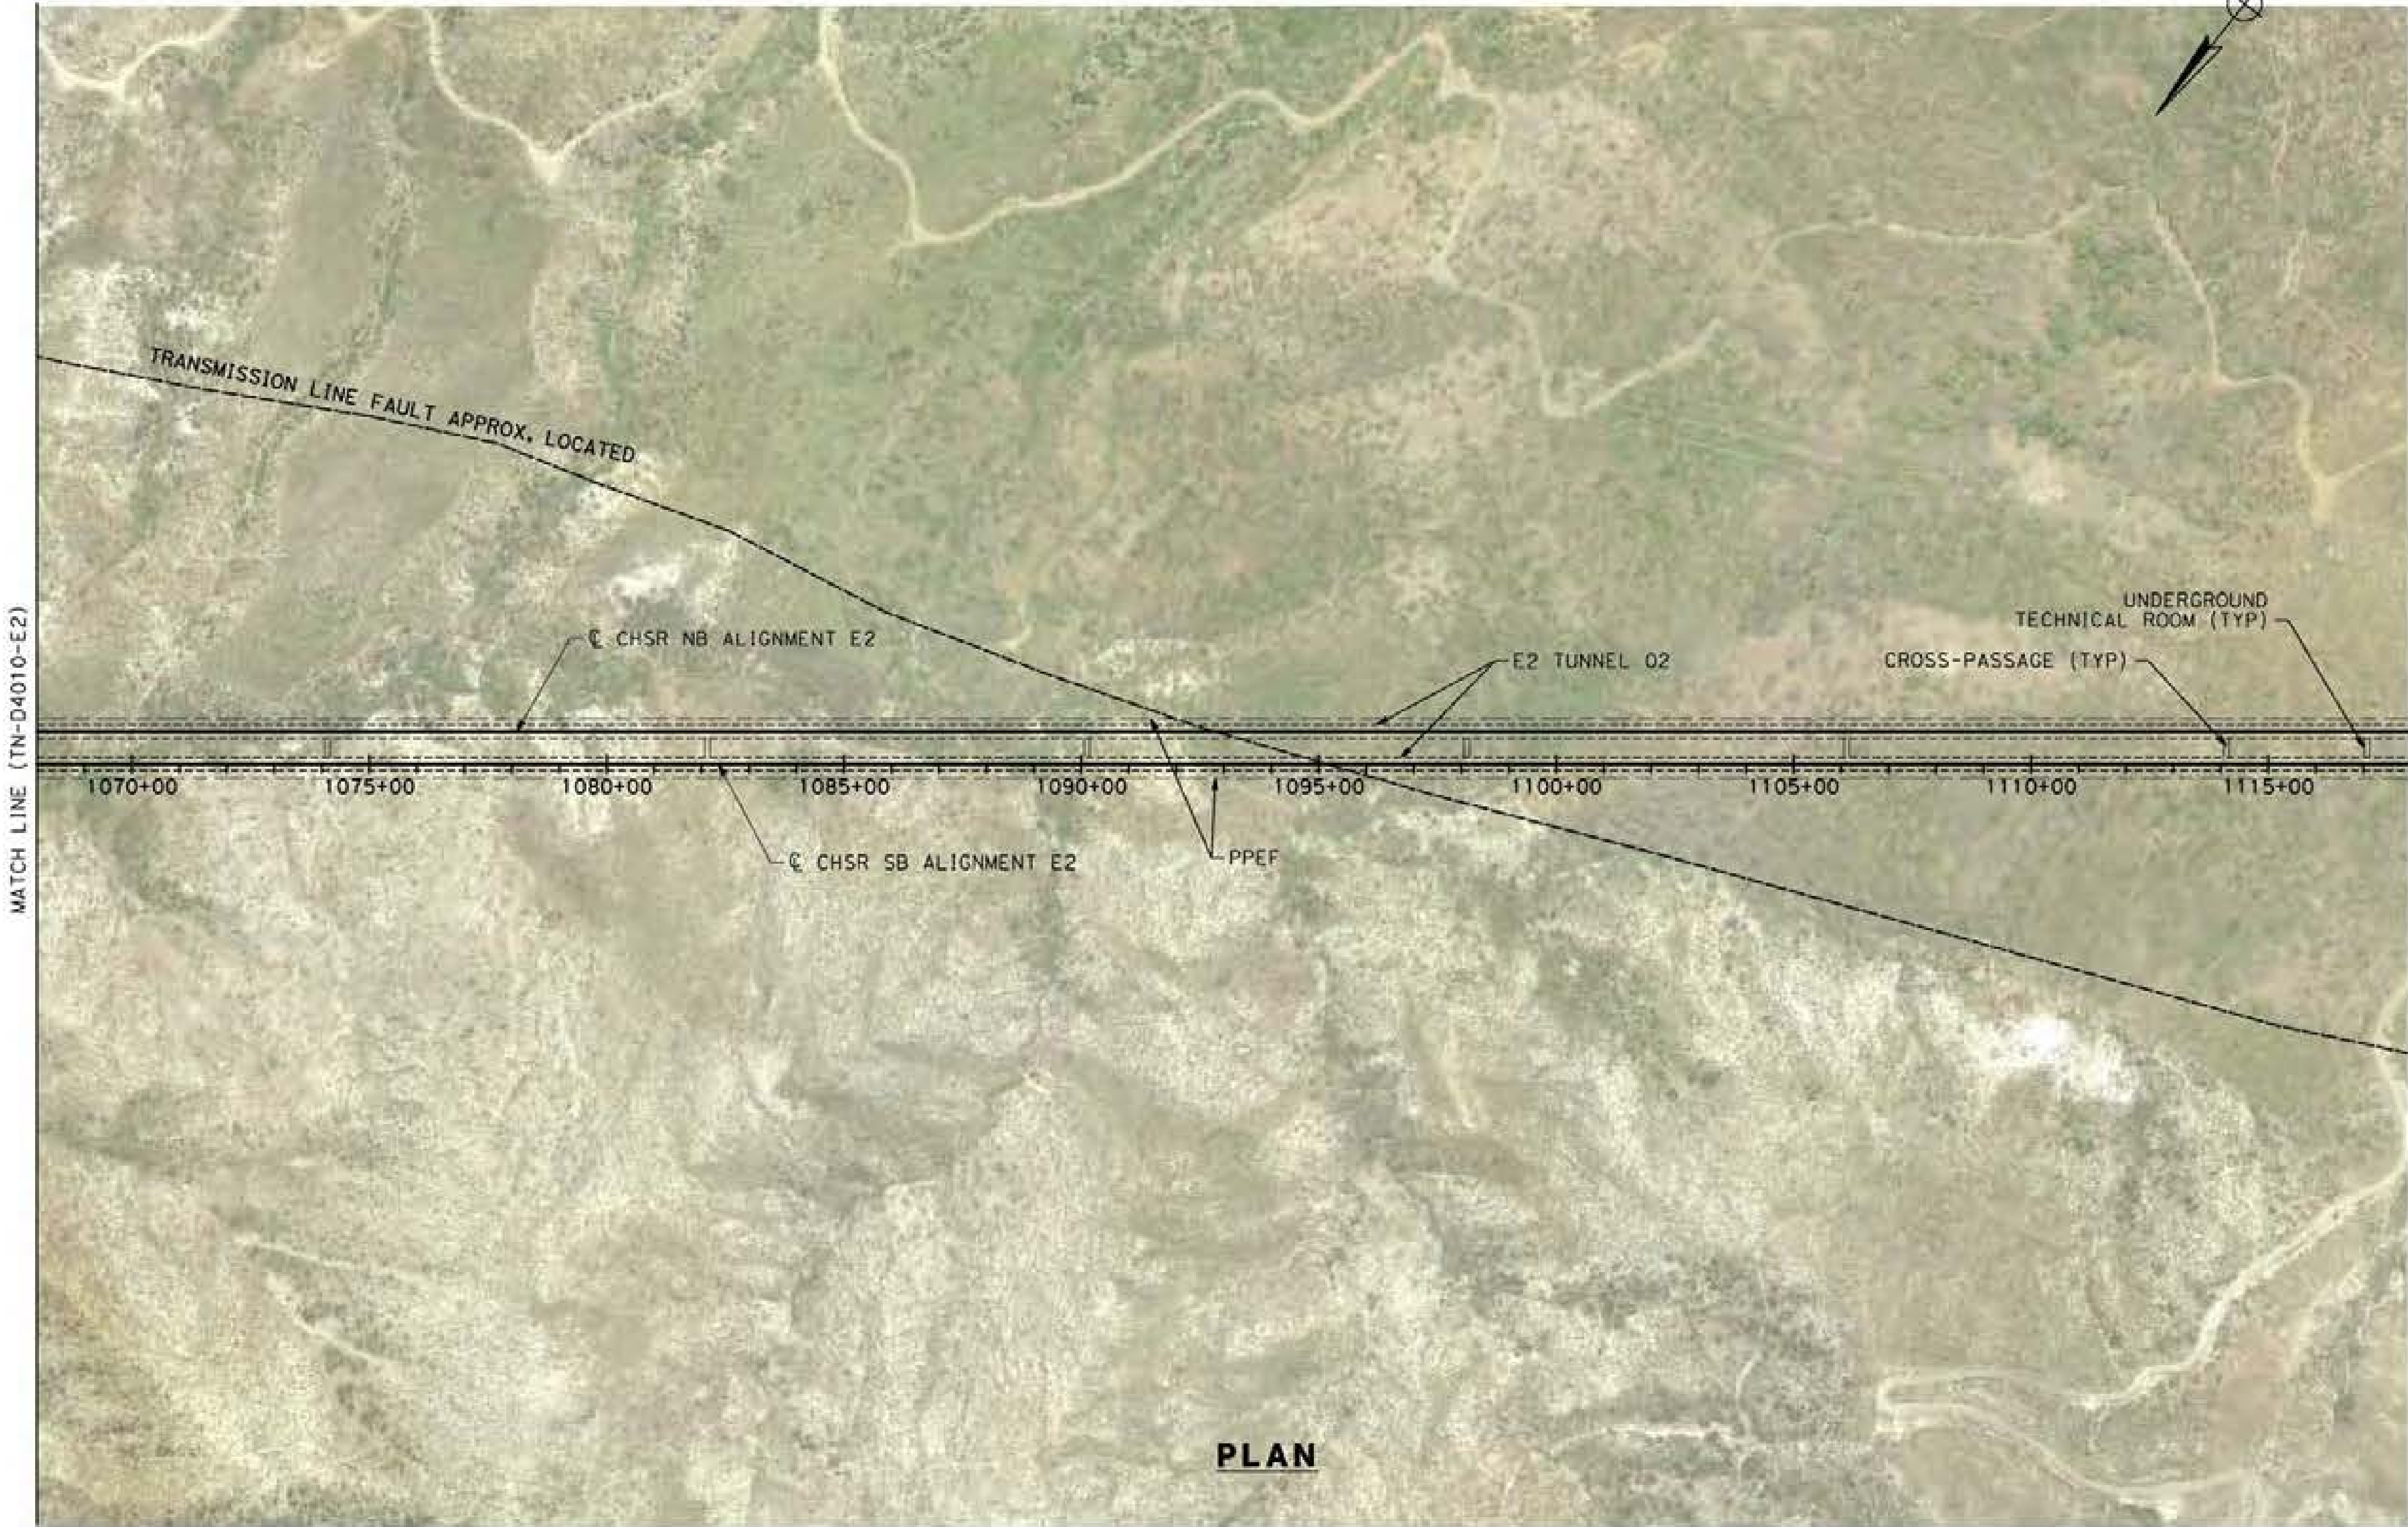 TRANSMISSION LINE FAULT APPROX. LOCATED
UNDERGROUND
TECHNICAL ROOM (TYP)
℄ CHSR NB ALIGNMENT E2
E2 TUNNEL 02
CROSS-PASSAGE (TYP)
MATCH LINE (TN-D4010-E2)
1070+00
1075+00
1080+00
1085+00
1090+00
1095+00
1100+00
1105+00
1110+00
1115+00
℄ CHSR SB ALIGNMENT E2
PPEF
PLAN